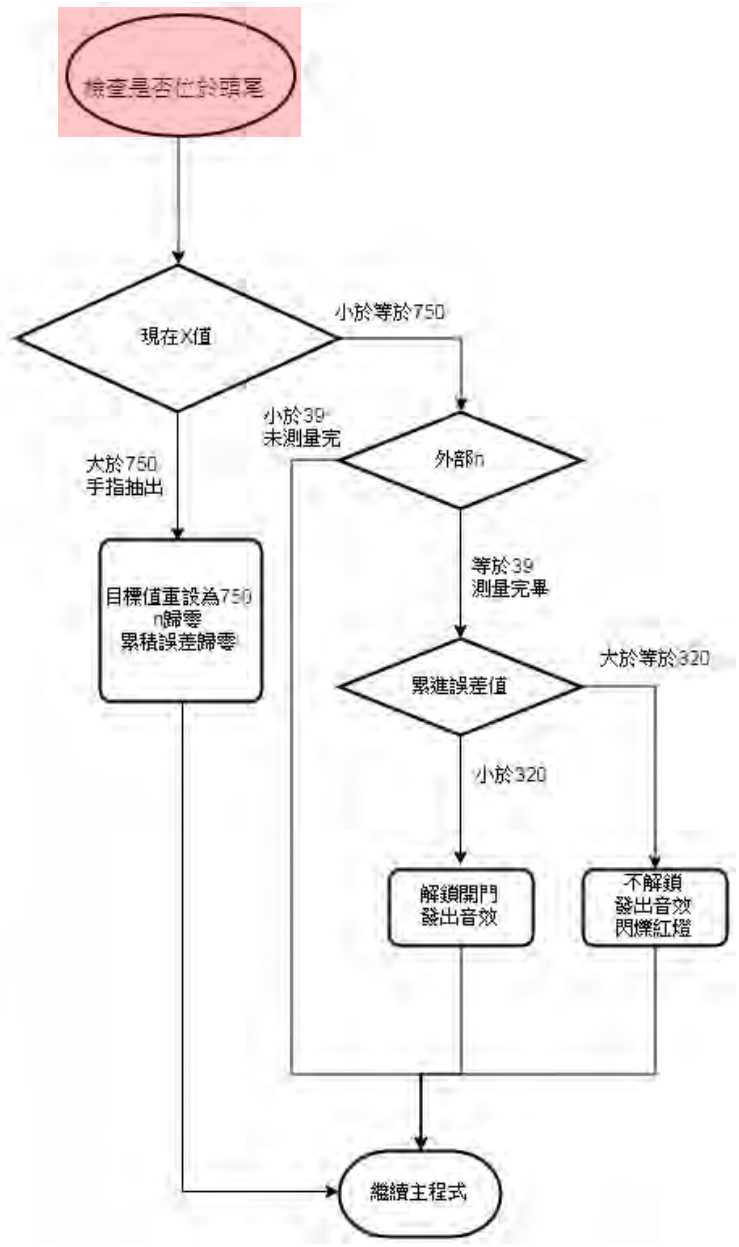 檢查是否位於頭尾
現在X值
小於等於750
大於750
手指抽出
小於39
未測量完
外部n
目標值重設為750
n歸零
累積誤差歸零
等於39
測量完畢
累進誤差值
大於等於320
小於320
解鎖開門
發出音效
不解鎖
發出音效
閃爍紅燈
繼續主程式